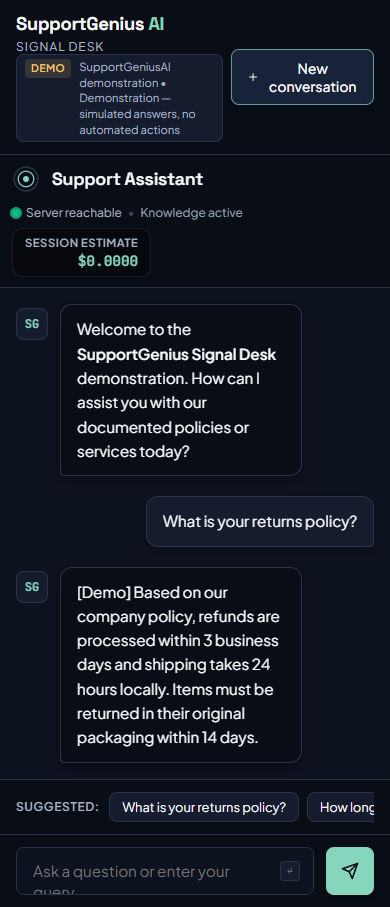 SupportGenius AI
SIGNAL DESK
DEMO
SupportGeniusAI
demonstration •
Demonstration —
simulated answers, no
automated actions
+ New
conversation
Support Assistant
Server reachable • Knowledge active
SESSION ESTIMATE
$0.0000
SG
Welcome to the
SupportGenius Signal Desk
demonstration. How can I
assist you with our
documented policies or
services today?
What is your returns policy?
SG
[Demo] Based on our
company policy, refunds are
processed within 3 business
days and shipping takes 24
hours locally. Items must be
returned in their original
packaging within 14 days.
SUGGESTED: What is your returns policy? How long
Ask a question or enter your
query